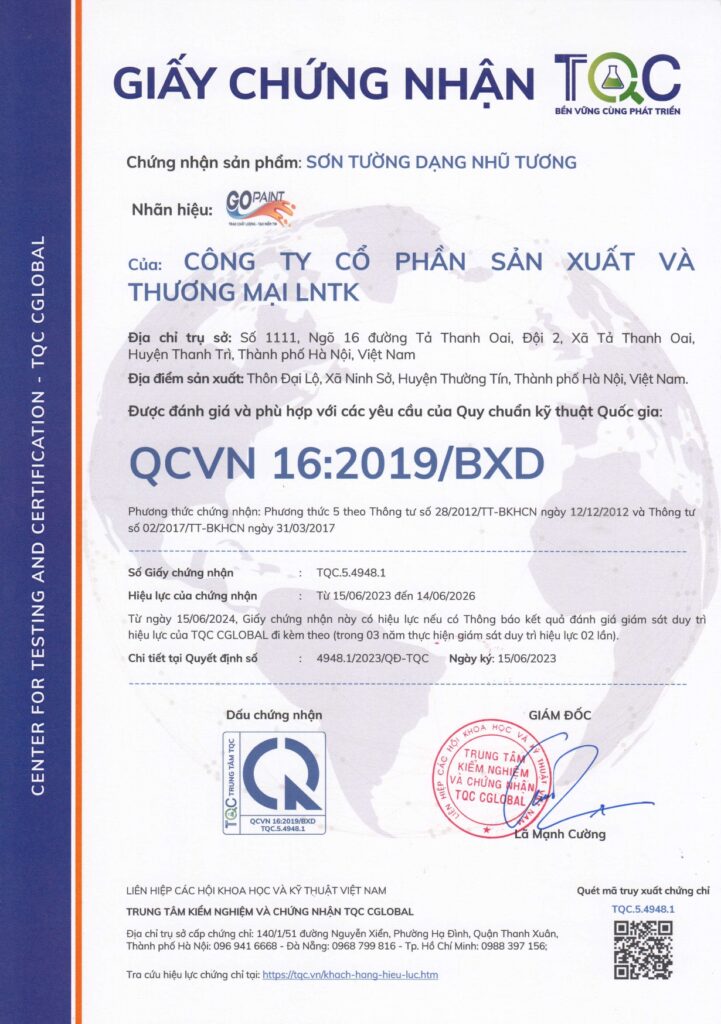 GIẤY CHỨNG NHẬN
TQC
BỀN VỮNG CÙNG PHÁT TRIỂN
Chứng nhận sản phẩm: SƠN TƯỜNG DẠNG NHŨ TƯƠNG
Nhãn hiệu: GOPAINT
Của: CÔNG TY CỔ PHẦN SẢN XUẤT VÀ
THƯƠNG MẠI LNTK
Địa chỉ trụ sở: Số 1111, Ngõ 16 đường Tả Thanh Oai, Đội 2, Xã Tả Thanh Oai,
Huyện Thanh Trì, Thành phố Hà Nội, Việt Nam
Địa điểm sản xuất: Thôn Đại Lộ, Xã Ninh Sở, Huyện Thường Tín, Thành phố Hà Nội, Việt Nam.
Được đánh giá và phù hợp với các yêu cầu của Quy chuẩn kỹ thuật Quốc gia:
QCVN 16:2019/BXD
Phương thức chứng nhận: Phương thức 5 theo Thông tư số 28/2012/TT-BKHCN ngày 12/12/2012 và Thông tư
số 02/2017/TT-BKHCN ngày 31/03/2017
Số Giấy chứng nhận : TQC.5.4948.1
Hiệu lực của chứng nhận : Từ 15/06/2023 đến 14/06/2026
Từ ngày 15/06/2024, Giấy chứng nhận này có hiệu lực nếu có Thông báo kết quả đánh giá giám sát duy trì
hiệu lực của TQC CGLOBAL đi kèm theo (trong 03 năm thực hiện giám sát duy trì hiệu lực 02 lần).
Chi tiết tại Quyết định số : 4948.1/2023/QĐ-TQC Ngày ký: 15/06/2023
Dấu chứng nhận
GIÁM ĐỐC
TQC TRUNG TÂM TQC
QCVN 16:2019/BXD
TQC.5.4948.1
LIÊN HIỆP CÁC HỘI KHOA HỌC VÀ KỸ THUẬT VIỆT NAM
TRUNG TÂM
KIỂM NGHIỆM
VÀ CHỨNG NHẬN
TQC CGLOBAL
Lã Mạnh Cường
LIÊN HIỆP CÁC HỘI KHOA HỌC VÀ KỸ THUẬT VIỆT NAM
TRUNG TÂM KIỂM NGHIỆM VÀ CHỨNG NHẬN TQC CGLOBAL
Địa chỉ trụ sở cấp chứng chỉ: 140/1/51 đường Nguyễn Xiển, Phường Hạ Đình, Quận Thanh Xuân,
Thành phố Hà Nội: 096 941 6668 - Đà Nẵng: 0968 799 816 - Tp. Hồ Chí Minh: 0988 397 156;
Tra cứu hiệu lực chứng chỉ tại: https://tqc.vn/khach-hang-hieu-luc.htm
Quét mã truy xuất chứng chỉ
TQC.5.4948.1
CENTER FOR TESTING AND CERTIFICATION - TQC CGLOBAL